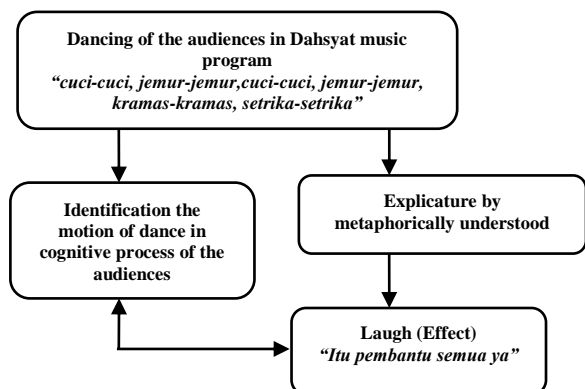 Dancing of the audiences in Dahsyat music
program
“cuci-cuci, jemur-jemur,cuci-cuci, jemur-jemur,
kramas-kramas, setrika-setrika”
Identification the
motion of dance in
cognitive process of the
audiences
Explicature by
metaphorically understood
Laugh (Effect)
“Itu pembantu semua ya”